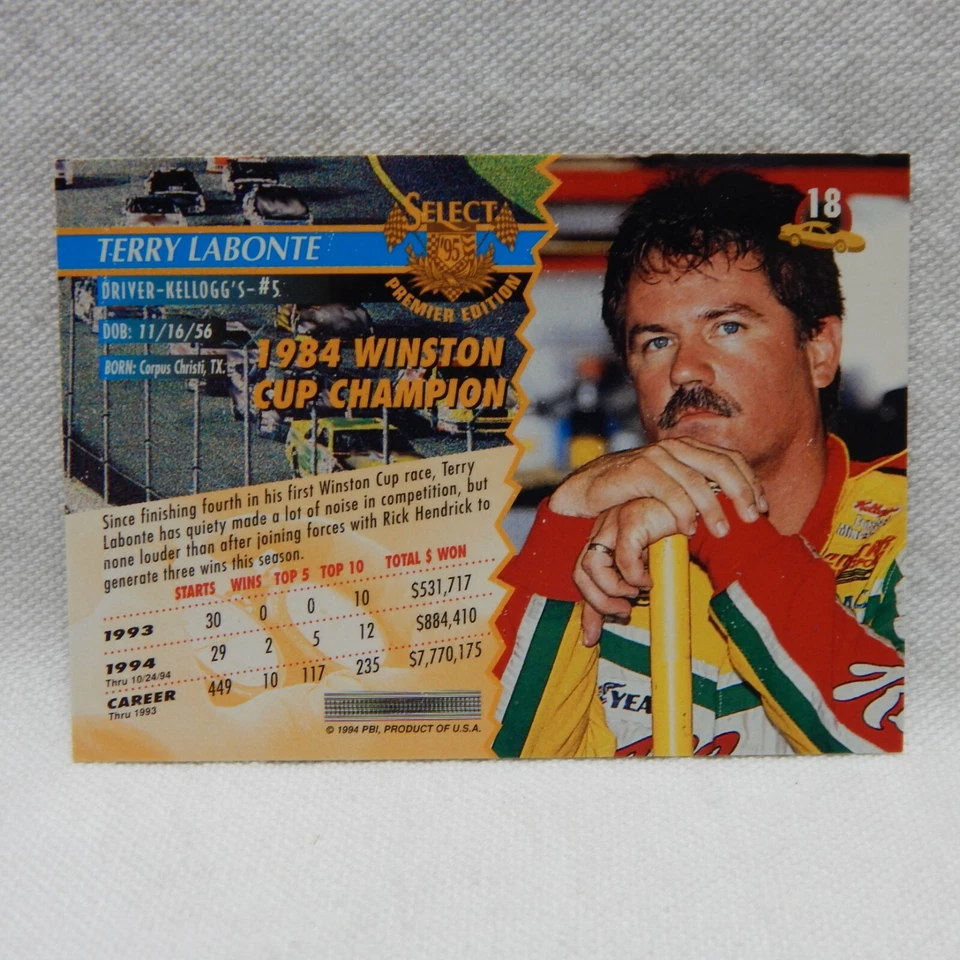 SELECT
'95
PREMIER EDITION
18
TERRY LABONTE
DRIVER-KELLOGG'S-#5
DOB: 11/16/56
BORN: Corpus Christi, TX.
1984 WINSTON
CUP CHAMPION
Since finishing fourth in his first Winston Cup race, Terry
Labonte has quiety made a lot of noise in competition, but
none louder than after joining forces with Rick Hendrick to
generate three wins this season.
STARTS WINS TOP 5 TOP 10 TOTAL $ WON
1993 30 0 0 10 $531,717
1994 29 2 5 12 $884,410
Thru 10/24/94
CAREER 449 10 117 235 $7,770,175
Thru 1993
© 1994 PBI, PRODUCT OF U.S.A.
Kellogg's
YEA